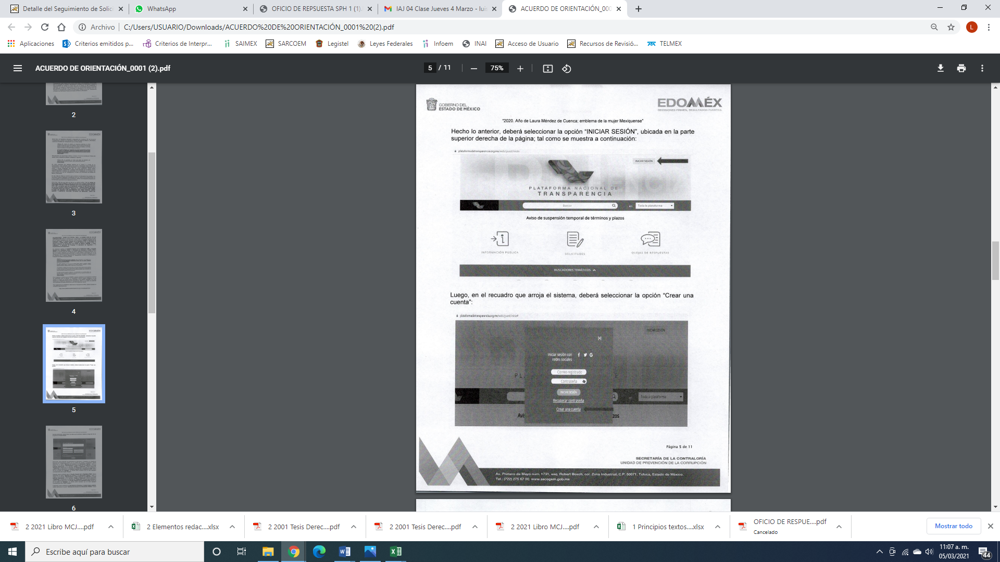 Detalle del Seguimiento de Solici
WhatsApp
OFICIO DE REPSUESTA SPH 1 (1).
IAJ 04 Clase Jueves 4 Marzo - luis
ACUERDO DE ORIENTACIÓN_000
Archivo
C:/Users/USUARIO/Downloads/ACUERDO%20DE%20ORIENTACIÓN_0001%20(2).pdf
L
Aplicaciones
Criterios emitidos p...
Criterios de Interpr...
SAIMEX
SARCOEM
Legistel
Leyes Federales
Infoem
INAI
Acceso de Usuario
Recursos de Revisió...
TELMEX
ACUERDO DE ORIENTACIÓN_0001 (2).pdf
5 / 11
75%
2
3
4
5
6
GOBIERNO DEL
ESTADO DE MÉXICO
EDOMÉX
DECISIONES FIRMES, RESULTADOS FUERTES.
"2020. Año de Laura Méndez de Cuenca; emblema de la mujer Mexiquense"
Hecho lo anterior, deberá seleccionar la opción "INICIAR SESIÓN", ubicada en la parte
superior derecha de la página; tal como se muestra a continuación:
plataformadetransparencia.org.mx/web/guest/inicio
INICIAR SESIÓN
PLATAFORMA NACIONAL DE
TRANSPARENCIA
Buscar
en
Toda la plataforma
Aviso de suspensión temporal de términos y plazos
INFORMACIÓN PÚBLICA
SOLICITUDES
QUEJAS DE RESPUESTAS
BUSCADORES TEMÁTICOS
Luego, en el recuadro que arroja el sistema, deberá seleccionar la opción "Crear una
cuenta":
plataformadetransparencia.org.mx/web/guest/inicio#
INICIAR SESIÓN
[x]
Iniciar sesión con
redes sociales
Correo registrado
Contraseña
INICIAR SESIÓN
Recuperar contraseña
Crear una cuenta
en
Toda la plataforma
Avi
zos
Página 5 de 11
SECRETARÍA DE LA CONTRALORÍA
UNIDAD DE PREVENCIÓN DE LA CORRUPCIÓN
Av. Primero de Mayo núm. 1731, esq. Robert Bosch, col. Zona Industrial, C.P. 50071, Toluca, Estado de México.
Tel.: (722) 275 67 00. www.secogem.gob.mx
2 2021 Libro MCJ....pdf
2 Elementos redac....xlsx
2 2001 Tesis Derec....pdf
2 2001 Tesis Derec....pdf
2 2021 Libro MCJ....pdf
1 Principios textos....xlsx
OFICIO DE RESPUE....pdf
Cancelado
Mostrar todo
Escribe aquí para buscar
11:07 a. m.
05/03/2021
44